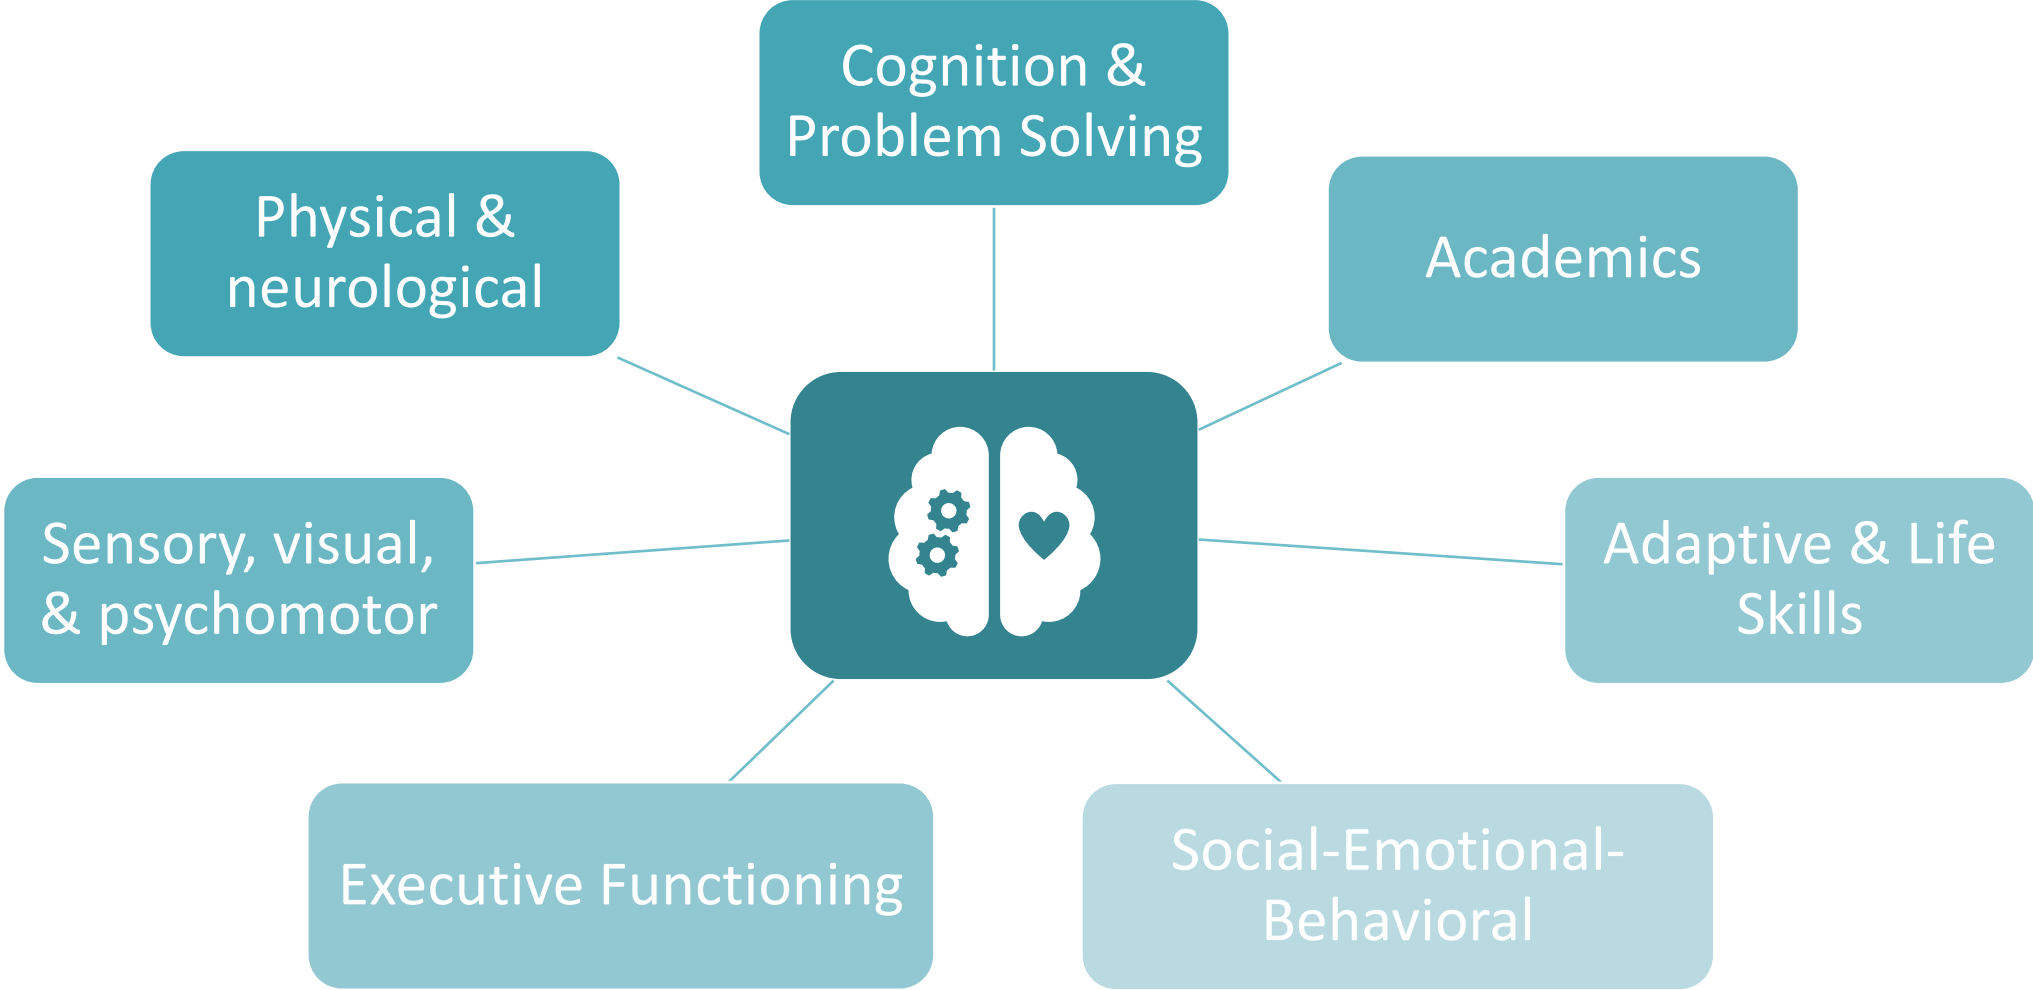 Cognition &
Problem Solving
Physical &
neurological
Academics
Sensory, visual,
& psychomotor
Adaptive & Life
Skills
Executive Functioning
Social-Emotional-
Behavioral